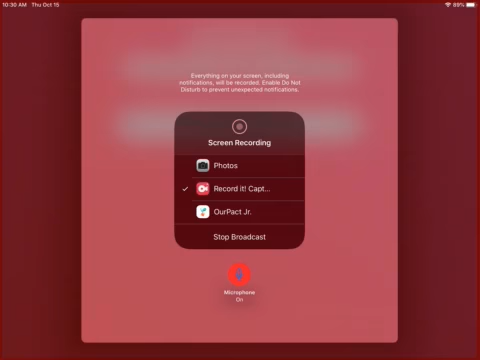 10:30 AM Thu Oct 15
89%
Everything on your screen, including
notifications, will be recorded. Enable Do Not
Disturb to prevent unexpected notifications.
Screen Recording
Photos
Record it! Capt...
OurPact Jr.
Stop Broadcast
Microphone
On